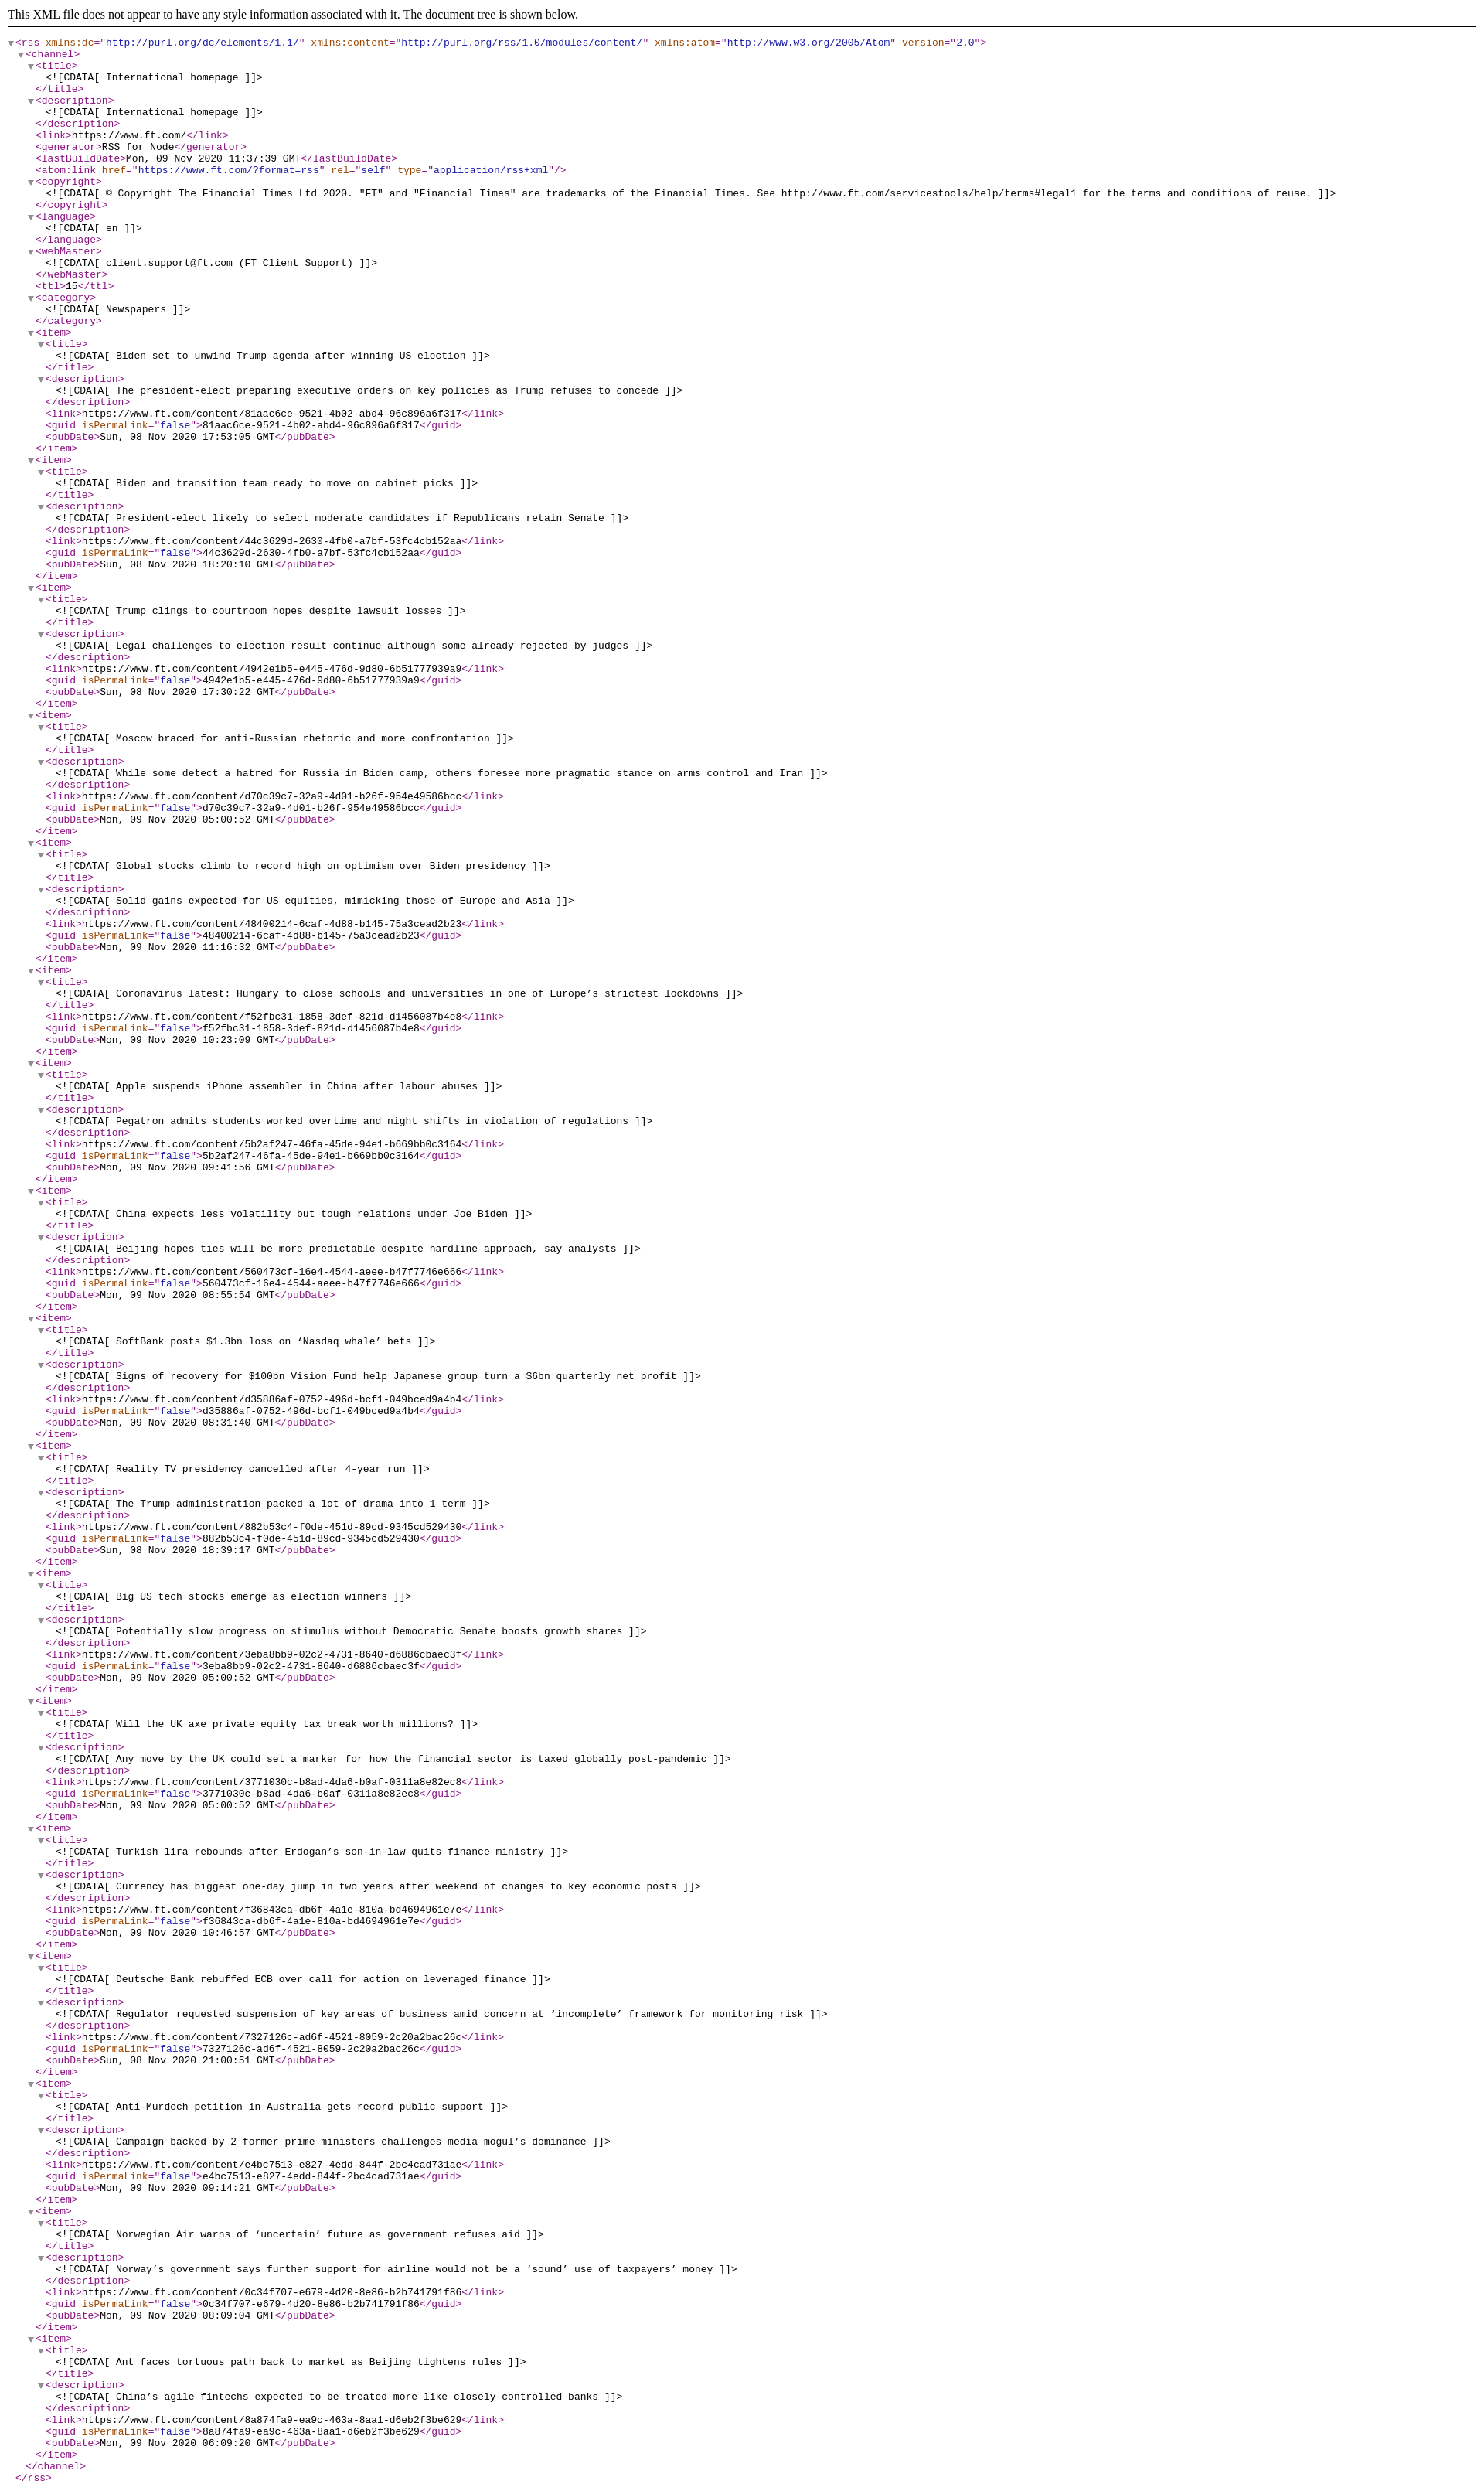 This XML file does not appear to have any style information associated with it. The document tree is shown below.
<rss xmlns:dc="http://purl.org/dc/elements/1.1/" xmlns:content="http://purl.org/rss/1.0/modules/content/" xmlns:atom="http://www.w3.org/2005/Atom" version="2.0">
<channel>
<title>
<![CDATA[ International homepage ]]>
</title>
<description>
<![CDATA[ International homepage ]]>
</description>
<link>https://www.ft.com/</link>
<generator>RSS for Node</generator>
<lastBuildDate>Mon, 09 Nov 2020 11:37:39 GMT</lastBuildDate>
<atom:link href="https://www.ft.com/?format=rss" rel="self" type="application/rss+xml"/>
<copyright>
<![CDATA[ © Copyright The Financial Times Ltd 2020. "FT" and "Financial Times" are trademarks of the Financial Times. See http://www.ft.com/servicestools/help/terms#legal1 for the terms and conditions of reuse. ]]>
</copyright>
<language>
<![CDATA[ en ]]>
</language>
<webMaster>
<![CDATA[ client.support@ft.com (FT Client Support) ]]>
</webMaster>
<ttl>15</ttl>
<category>
<![CDATA[ Newspapers ]]>
</category>
<item>
<title>
<![CDATA[ Biden set to unwind Trump agenda after winning US election ]]>
</title>
<description>
<![CDATA[ The president-elect preparing executive orders on key policies as Trump refuses to concede ]]>
</description>
<link>https://www.ft.com/content/81aac6ce-9521-4b02-abd4-96c896a6f317</link>
<guid isPermaLink="false">81aac6ce-9521-4b02-abd4-96c896a6f317</guid>
<pubDate>Sun, 08 Nov 2020 17:53:05 GMT</pubDate>
</item>
<item>
<title>
<![CDATA[ Biden and transition team ready to move on cabinet picks ]]>
</title>
<description>
<![CDATA[ President-elect likely to select moderate candidates if Republicans retain Senate ]]>
</description>
<link>https://www.ft.com/content/44c3629d-2630-4fb0-a7bf-53fc4cb152aa</link>
<guid isPermaLink="false">44c3629d-2630-4fb0-a7bf-53fc4cb152aa</guid>
<pubDate>Sun, 08 Nov 2020 18:20:10 GMT</pubDate>
</item>
<item>
<title>
<![CDATA[ Trump clings to courtroom hopes despite lawsuit losses ]]>
</title>
<description>
<![CDATA[ Legal challenges to election result continue although some already rejected by judges ]]>
</description>
<link>https://www.ft.com/content/4942e1b5-e445-476d-9d80-6b51777939a9</link>
<guid isPermaLink="false">4942e1b5-e445-476d-9d80-6b51777939a9</guid>
<pubDate>Sun, 08 Nov 2020 17:30:22 GMT</pubDate>
</item>
<item>
<title>
<![CDATA[ Moscow braced for anti-Russian rhetoric and more confrontation ]]>
</title>
<description>
<![CDATA[ While some detect a hatred for Russia in Biden camp, others foresee more pragmatic stance on arms control and Iran ]]>
</description>
<link>https://www.ft.com/content/d70c39c7-32a9-4d01-b26f-954e49586bcc</link>
<guid isPermaLink="false">d70c39c7-32a9-4d01-b26f-954e49586bcc</guid>
<pubDate>Mon, 09 Nov 2020 05:00:52 GMT</pubDate>
</item>
<item>
<title>
<![CDATA[ Global stocks climb to record high on optimism over Biden presidency ]]>
</title>
<description>
<![CDATA[ Solid gains expected for US equities, mimicking those of Europe and Asia ]]>
</description>
<link>https://www.ft.com/content/48400214-6caf-4d88-b145-75a3cead2b23</link>
<guid isPermaLink="false">48400214-6caf-4d88-b145-75a3cead2b23</guid>
<pubDate>Mon, 09 Nov 2020 11:16:32 GMT</pubDate>
</item>
<item>
<title>
<![CDATA[ Coronavirus latest: Hungary to close schools and universities in one of Europe’s strictest lockdowns ]]>
</title>
<link>https://www.ft.com/content/f52fbc31-1858-3def-821d-d1456087b4e8</link>
<guid isPermaLink="false">f52fbc31-1858-3def-821d-d1456087b4e8</guid>
<pubDate>Mon, 09 Nov 2020 10:23:09 GMT</pubDate>
</item>
<item>
<title>
<![CDATA[ Apple suspends iPhone assembler in China after labour abuses ]]>
</title>
<description>
<![CDATA[ Pegatron admits students worked overtime and night shifts in violation of regulations ]]>
</description>
<link>https://www.ft.com/content/5b2af247-46fa-45de-94e1-b669bb0c3164</link>
<guid isPermaLink="false">5b2af247-46fa-45de-94e1-b669bb0c3164</guid>
<pubDate>Mon, 09 Nov 2020 09:41:56 GMT</pubDate>
</item>
<item>
<title>
<![CDATA[ China expects less volatility but tough relations under Joe Biden ]]>
</title>
<description>
<![CDATA[ Beijing hopes ties will be more predictable despite hardline approach, say analysts ]]>
</description>
<link>https://www.ft.com/content/560473cf-16e4-4544-aeee-b47f7746e666</link>
<guid isPermaLink="false">560473cf-16e4-4544-aeee-b47f7746e666</guid>
<pubDate>Mon, 09 Nov 2020 08:55:54 GMT</pubDate>
</item>
<item>
<title>
<![CDATA[ SoftBank posts $1.3bn loss on ‘Nasdaq whale’ bets ]]>
</title>
<description>
<![CDATA[ Signs of recovery for $100bn Vision Fund help Japanese group turn a $6bn quarterly net profit ]]>
</description>
<link>https://www.ft.com/content/d35886af-0752-496d-bcf1-049bced9a4b4</link>
<guid isPermaLink="false">d35886af-0752-496d-bcf1-049bced9a4b4</guid>
<pubDate>Mon, 09 Nov 2020 08:31:40 GMT</pubDate>
</item>
<item>
<title>
<![CDATA[ Reality TV presidency cancelled after 4-year run ]]>
</title>
<description>
<![CDATA[ The Trump administration packed a lot of drama into 1 term ]]>
</description>
<link>https://www.ft.com/content/882b53c4-f0de-451d-89cd-9345cd529430</link>
<guid isPermaLink="false">882b53c4-f0de-451d-89cd-9345cd529430</guid>
<pubDate>Sun, 08 Nov 2020 18:39:17 GMT</pubDate>
</item>
<item>
<title>
<![CDATA[ Big US tech stocks emerge as election winners ]]>
</title>
<description>
<![CDATA[ Potentially slow progress on stimulus without Democratic Senate boosts growth shares ]]>
</description>
<link>https://www.ft.com/content/3eba8bb9-02c2-4731-8640-d6886cbaec3f</link>
<guid isPermaLink="false">3eba8bb9-02c2-4731-8640-d6886cbaec3f</guid>
<pubDate>Mon, 09 Nov 2020 05:00:52 GMT</pubDate>
</item>
<item>
<title>
<![CDATA[ Will the UK axe private equity tax break worth millions? ]]>
</title>
<description>
<![CDATA[ Any move by the UK could set a marker for how the financial sector is taxed globally post-pandemic ]]>
</description>
<link>https://www.ft.com/content/3771030c-b8ad-4da6-b0af-0311a8e82ec8</link>
<guid isPermaLink="false">3771030c-b8ad-4da6-b0af-0311a8e82ec8</guid>
<pubDate>Mon, 09 Nov 2020 05:00:52 GMT</pubDate>
</item>
<item>
<title>
<![CDATA[ Turkish lira rebounds after Erdogan’s son-in-law quits finance ministry ]]>
</title>
<description>
<![CDATA[ Currency has biggest one-day jump in two years after weekend of changes to key economic posts ]]>
</description>
<link>https://www.ft.com/content/f36843ca-db6f-4a1e-810a-bd4694961e7e</link>
<guid isPermaLink="false">f36843ca-db6f-4a1e-810a-bd4694961e7e</guid>
<pubDate>Mon, 09 Nov 2020 10:46:57 GMT</pubDate>
</item>
<item>
<title>
<![CDATA[ Deutsche Bank rebuffed ECB over call for action on leveraged finance ]]>
</title>
<description>
<![CDATA[ Regulator requested suspension of key areas of business amid concern at ‘incomplete’ framework for monitoring risk ]]>
</description>
<link>https://www.ft.com/content/7327126c-ad6f-4521-8059-2c20a2bac26c</link>
<guid isPermaLink="false">7327126c-ad6f-4521-8059-2c20a2bac26c</guid>
<pubDate>Sun, 08 Nov 2020 21:00:51 GMT</pubDate>
</item>
<item>
<title>
<![CDATA[ Anti-Murdoch petition in Australia gets record public support ]]>
</title>
<description>
<![CDATA[ Campaign backed by 2 former prime ministers challenges media mogul’s dominance ]]>
</description>
<link>https://www.ft.com/content/e4bc7513-e827-4edd-844f-2bc4cad731ae</link>
<guid isPermaLink="false">e4bc7513-e827-4edd-844f-2bc4cad731ae</guid>
<pubDate>Mon, 09 Nov 2020 09:14:21 GMT</pubDate>
</item>
<item>
<title>
<![CDATA[ Norwegian Air warns of ‘uncertain’ future as government refuses aid ]]>
</title>
<description>
<![CDATA[ Norway’s government says further support for airline would not be a ‘sound’ use of taxpayers’ money ]]>
</description>
<link>https://www.ft.com/content/0c34f707-e679-4d20-8e86-b2b741791f86</link>
<guid isPermaLink="false">0c34f707-e679-4d20-8e86-b2b741791f86</guid>
<pubDate>Mon, 09 Nov 2020 08:09:04 GMT</pubDate>
</item>
<item>
<title>
<![CDATA[ Ant faces tortuous path back to market as Beijing tightens rules ]]>
</title>
<description>
<![CDATA[ China’s agile fintechs expected to be treated more like closely controlled banks ]]>
</description>
<link>https://www.ft.com/content/8a874fa9-ea9c-463a-8aa1-d6eb2f3be629</link>
<guid isPermaLink="false">8a874fa9-ea9c-463a-8aa1-d6eb2f3be629</guid>
<pubDate>Mon, 09 Nov 2020 06:09:20 GMT</pubDate>
</item>
</channel>
</rss>